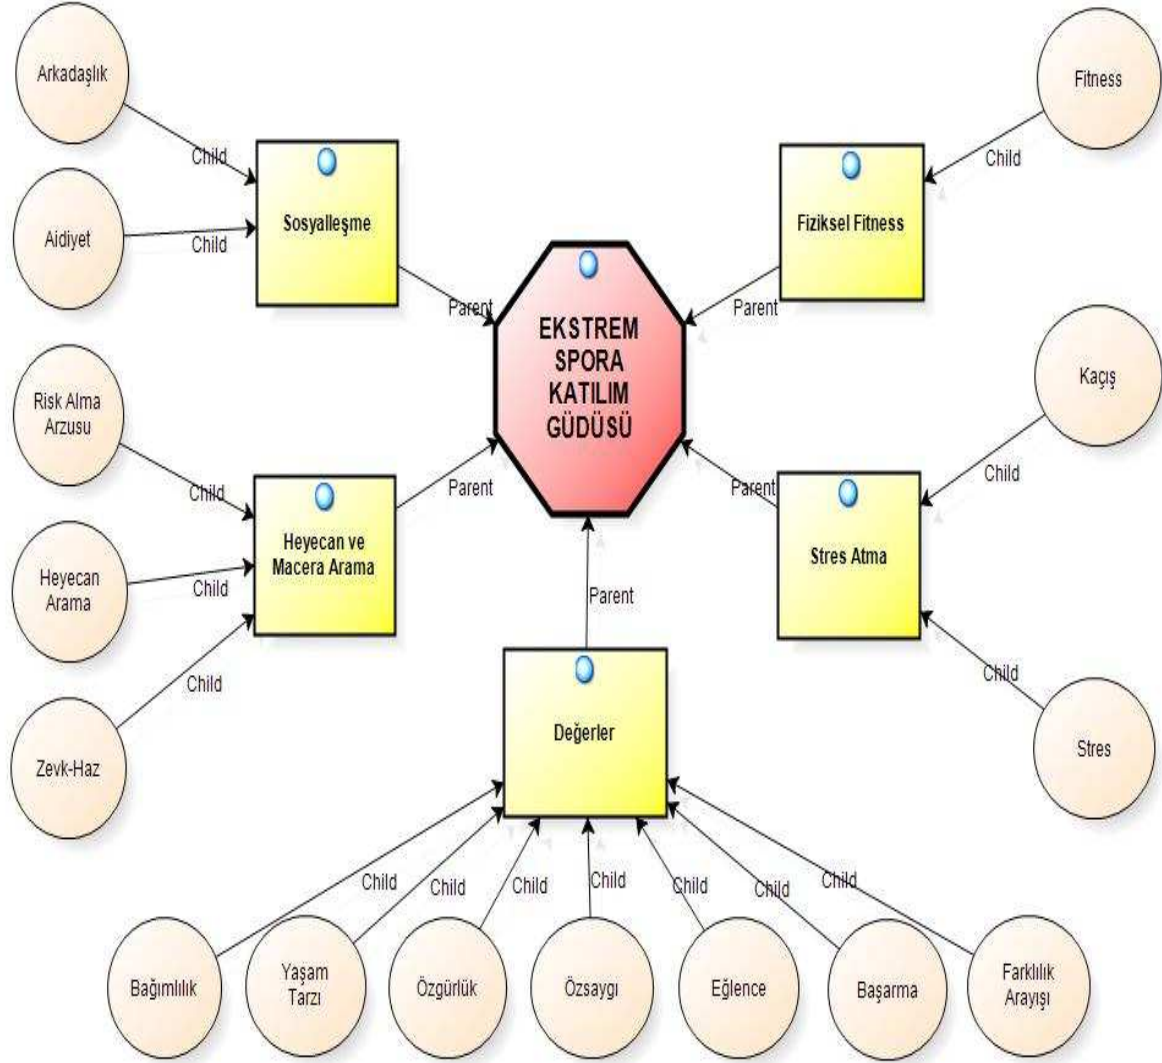 Arkadaşlık
Child
Aidiyet
Child
Sosyalleşme
Parent
Fitness
Child
Fiziksel Fitness
Parent
EKSTREM
SPORA
KATILIM
GÜDÜSÜ
Risk Alma
Arzusu
Child
Heyecan
Arama
Child
Zevk-Haz
Child
Heyecan ve
Macera Arama
Parent
Kaçış
Child
Stres Atma
Parent
Stres
Child
Parent
Değerler
Child
Child
Child
Child
Child
Child
Child
Bağımlılık
Yaşam
Tarzı
Özgürlük
Özsaygı
Eğlence
Başarma
Farklılık
Arayışı